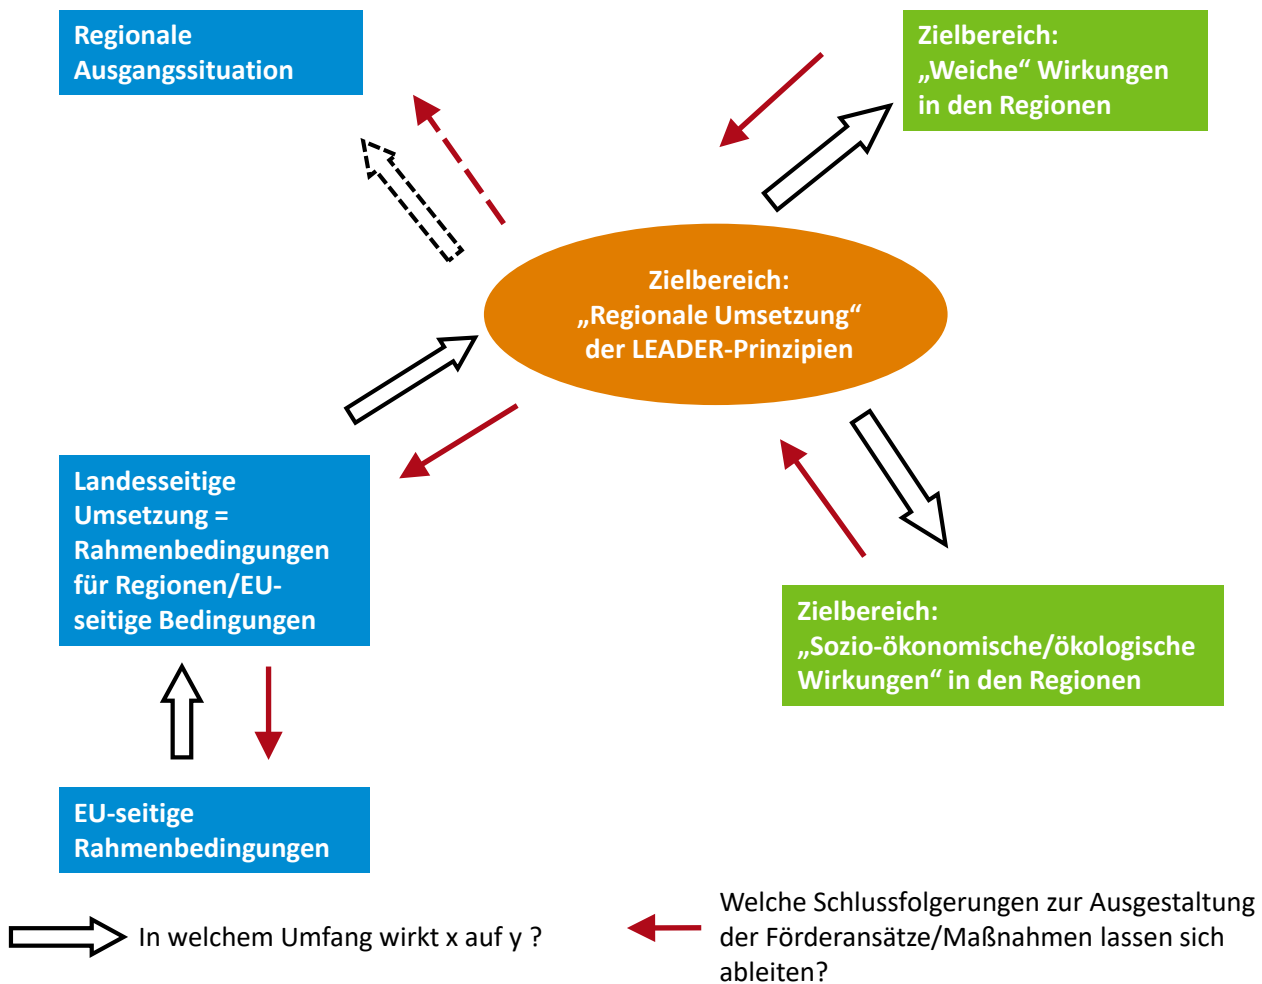 Regionale
Ausgangssituation
Zielbereich:
„Weiche“ Wirkungen
in den Regionen
Zielbereich:
„Regionale Umsetzung“
der LEADER-Prinzipien
Landesseitige
Umsetzung =
Rahmenbedingungen
für Regionen/EU-
seitige Bedingungen
Zielbereich:
„Sozio-ökonomische/ökologische
Wirkungen“ in den Regionen
EU-seitige
Rahmenbedingungen
In welchem Umfang wirkt x auf y ?
Welche Schlussfolgerungen zur Ausgestaltung
der Förderansätze/Maßnahmen lassen sich
ableiten?